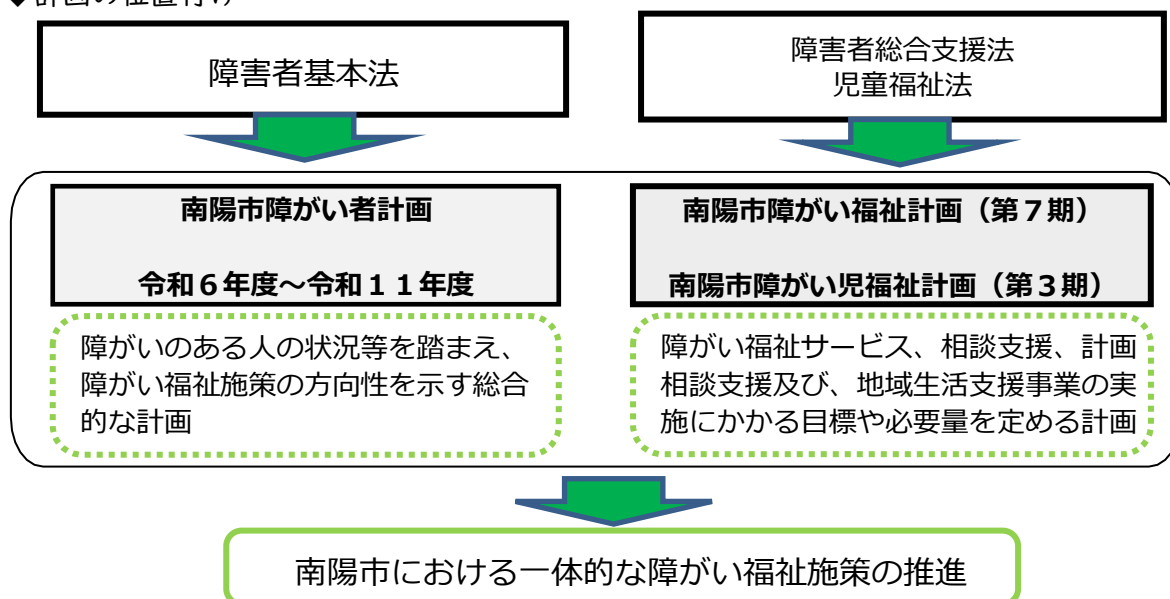 ◆計画の位置付け
障害者基本法
障害者総合支援法
児童福祉法
南陽市障がい者計画
令和６年度～令和１１年度
南陽市障がい福祉計画（第７期）
南陽市障がい児福祉計画（第３期）
障がいのある人の状況等を踏まえ、
障がい福祉施策の方向性を示す総合
的な計画
障がい福祉サービス、相談支援、計画
相談支援及び、地域生活支援事業の実
施にかかる目標や必要量を定める計画
南陽市における一体的な障がい福祉施策の推進